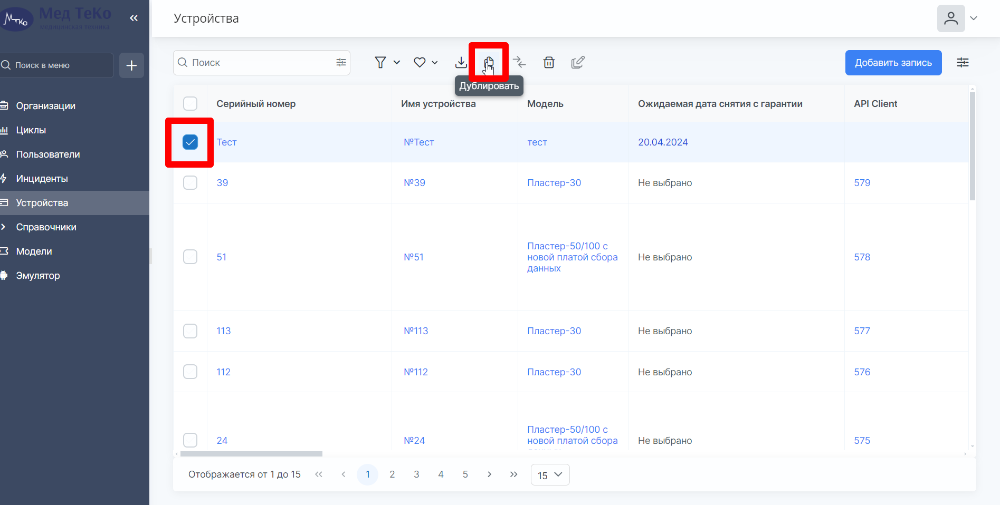 Мед ТеКо
медицинская техника
МТКо
Устройства
Поиск в меню
Поиск
Добавить запись
Дублировать
Организации
Циклы
Пользователи
Инциденты
Устройства
Справочники
Модели
Эмулятор
Серийный номер
Имя устройства
Модель
Ожидаемая дата снятия с гарантии
API Client
Тест
№Тест
тест
20.04.2024
39
№39
Пластер-30
Не выбрано
579
51
№51
Пластер-50/100 с
новой платой сбора
данных
Не выбрано
578
113
№113
Пластер-30
Не выбрано
577
112
№112
Пластер-30
Не выбрано
576
24
№24
Пластер-50/100 с
новой платой сбора
Не выбрано
575
Отображается от 1 до 15
1
2
3
4
5
15